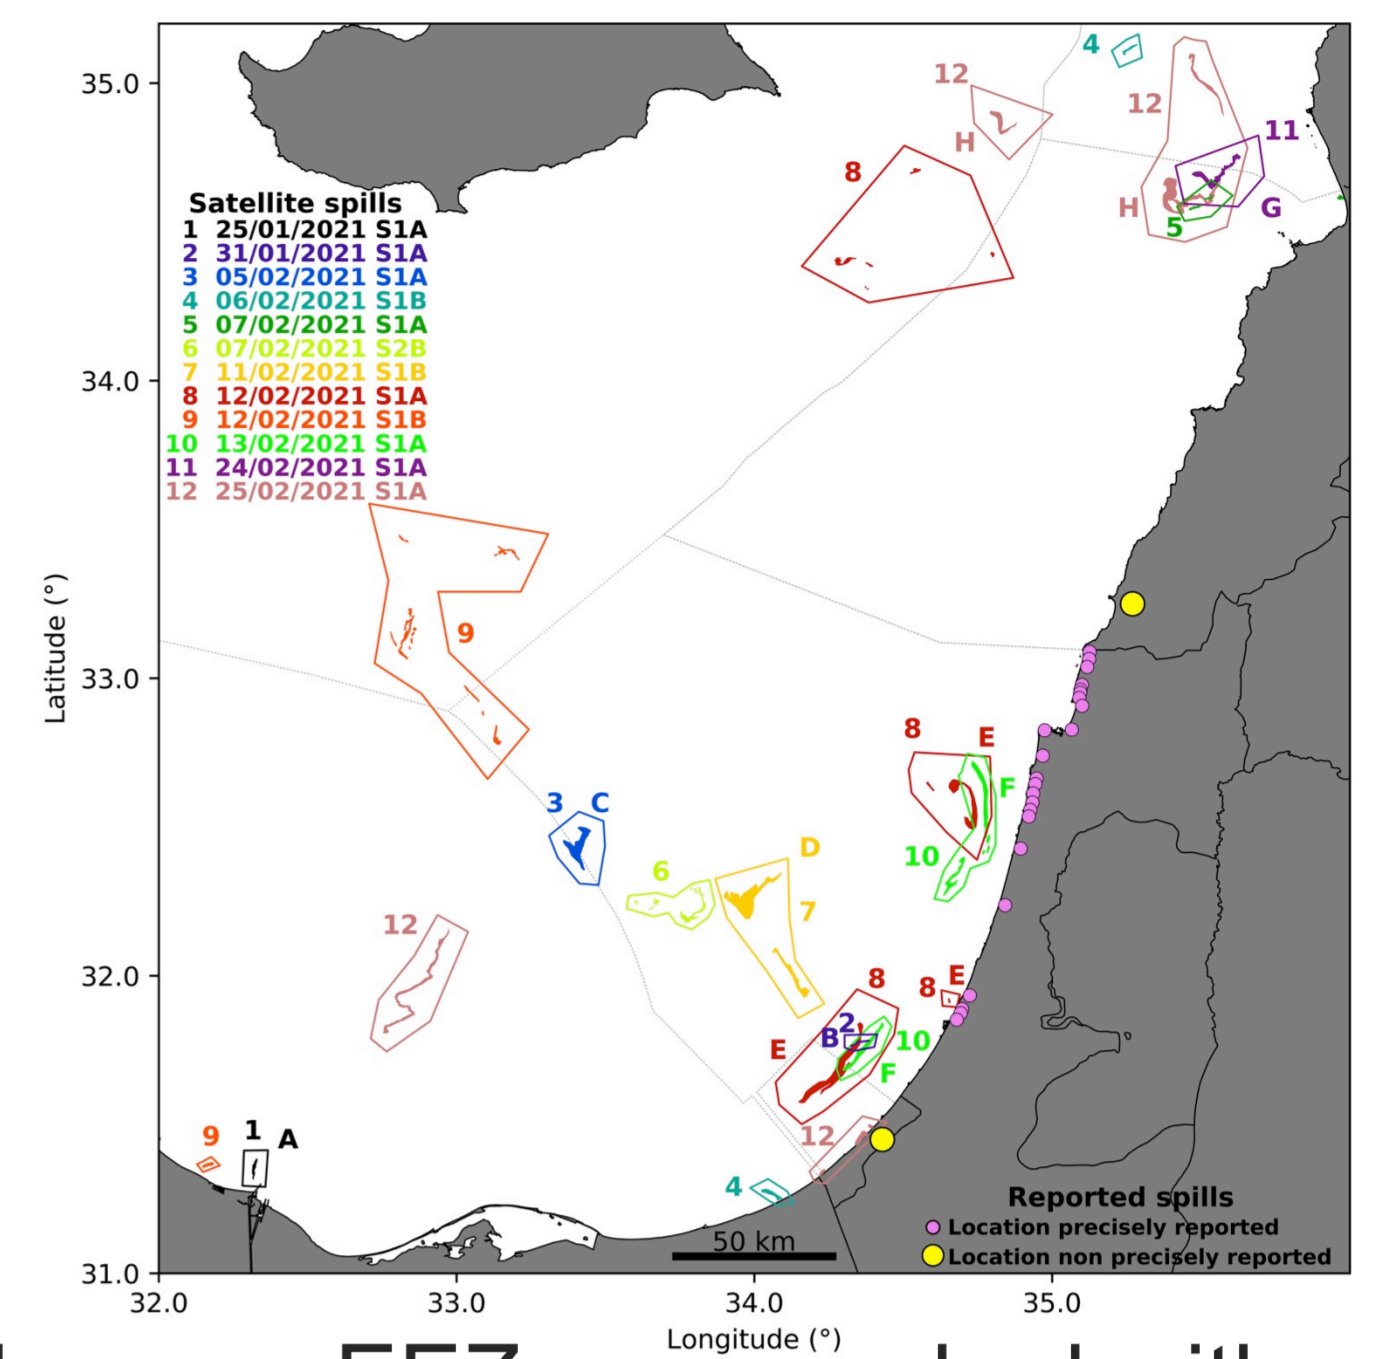 35.0
34.0
33.0
32.0
31.0
32.0
33.0
34.0
35.0
Latitude (°)
Longitude (°)
Satellite spills
1 25/01/2021 S1A
2 31/01/2021 S1A
3 05/02/2021 S1A
4 06/02/2021 S1B
5 07/02/2021 S1A
6 07/02/2021 S2B
7 11/02/2021 S1B
8 12/02/2021 S1A
9 12/02/2021 S1B
10 13/02/2021 S1A
11 24/02/2021 S1A
12 25/02/2021 S1A
4
12
H
12
11
H
G
5
8
9
3 C
6
D
7
8
E
F
10
12
8 E
8
2
B
10
E
F
12
4
9
1 A
50 km
Reported spills
Location precisely reported
Location non precisely reported